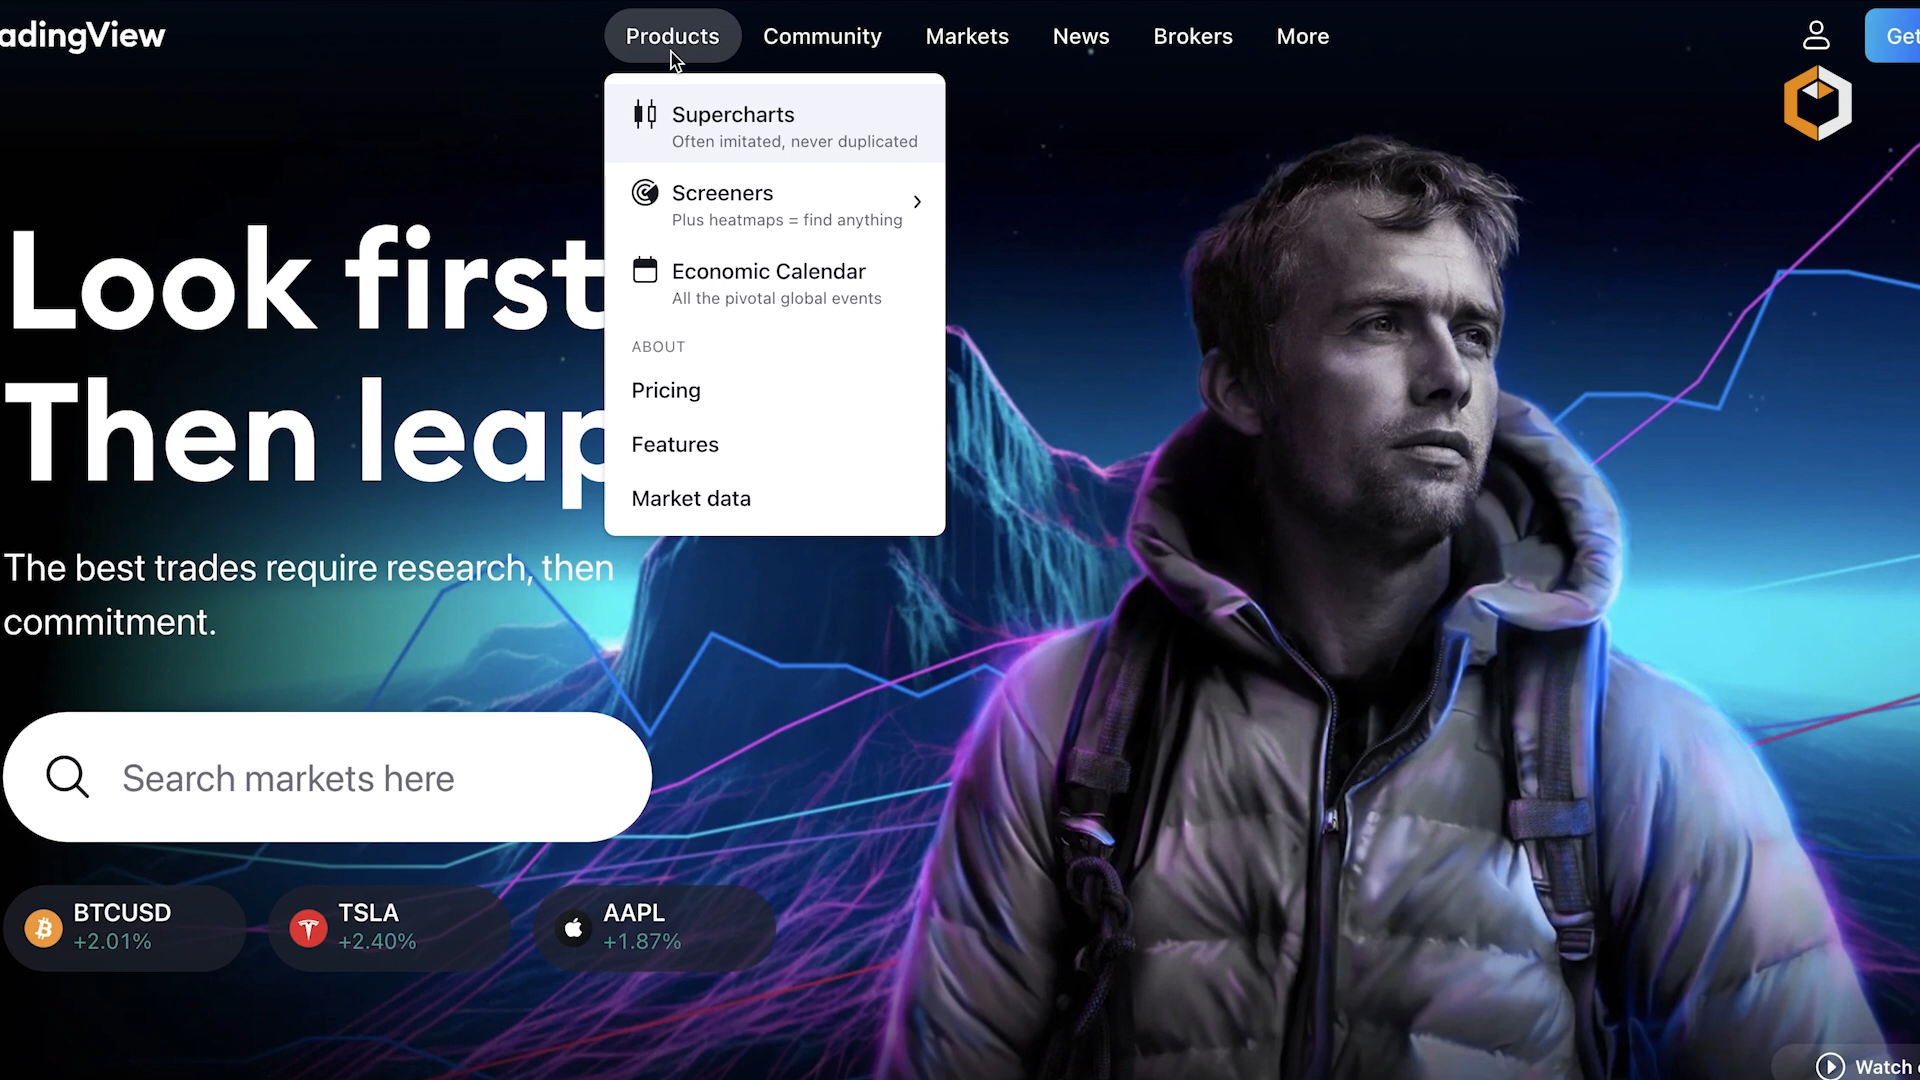 adingView
Products
Community
Markets
News
Brokers
More
Get
Supercharts
Often imitated, never duplicated
Screeners
Plus heatmaps = find anything
Economic Calendar
All the pivotal global events
ABOUT
Pricing
Features
Market data
Look first
Then leap
The best trades require research, then
commitment.
Search markets here
BTCUSD
+2.01%
TSLA
+2.40%
AAPL
+1.87%
Watch